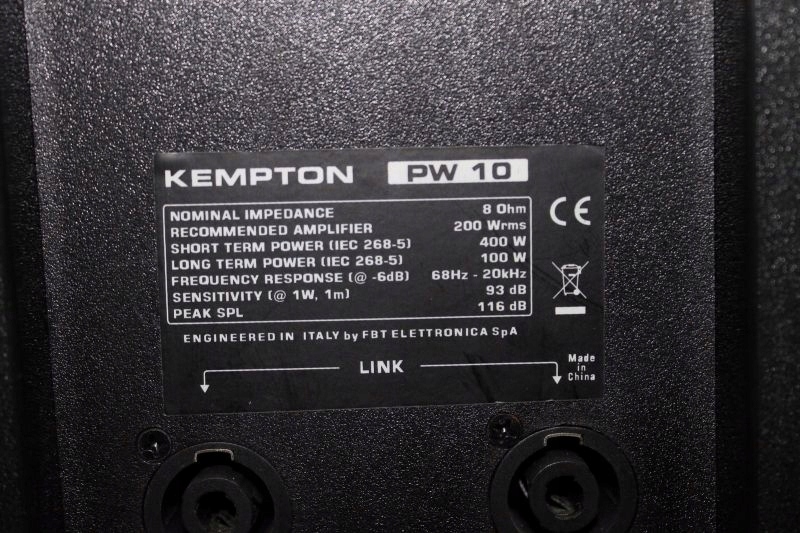 KEMPTON PW 10
NOMINAL IMPEDANCE 8 Ohm
RECOMMENDED AMPLIFIER 200 Wrms
SHORT TERM POWER (IEC 268-5) 400 W
LONG TERM POWER (IEC 268-5) 100 W
FREQUENCY RESPONSE (@ -6dB) 68Hz - 20kHz
SENSITIVITY (@ 1W, 1m) 93 dB
PEAK SPL 116 dB
CE
ENGINEERED IN ITALY by FBT ELETTRONICA SpA
LINK
Made
in
China